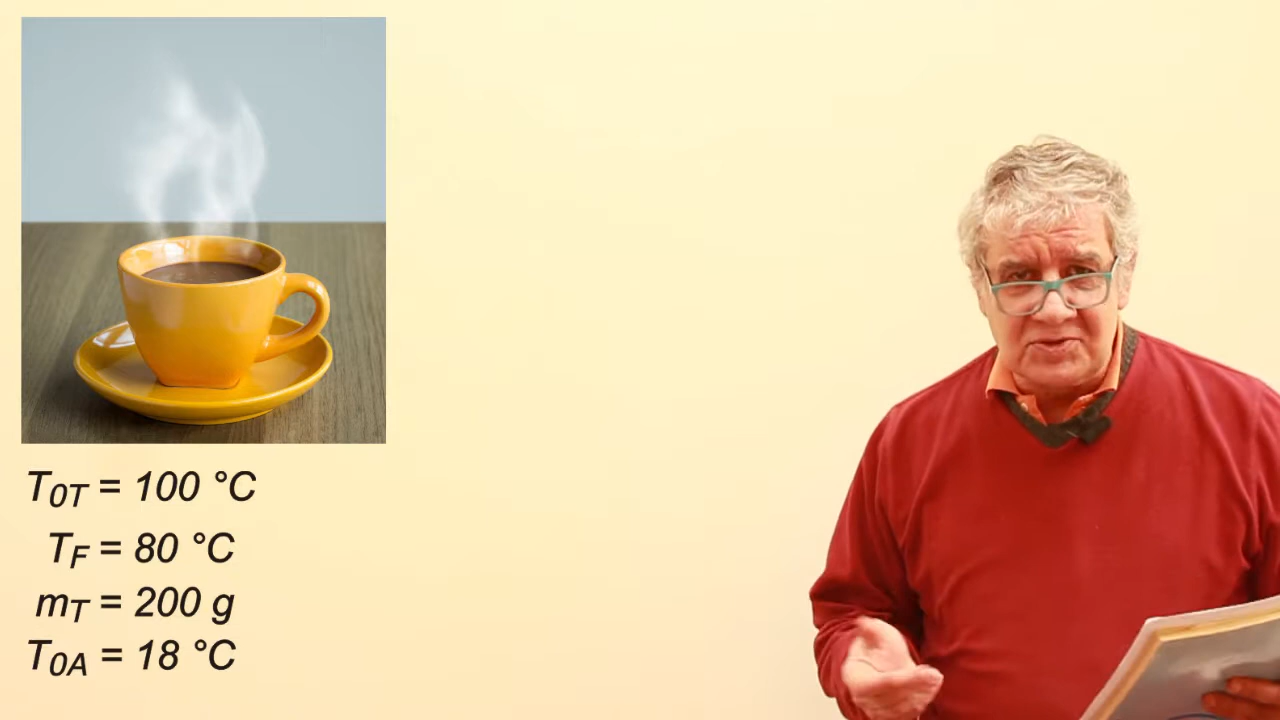 T0T = 100 °C
TF = 80 °C
mT = 200 g
T0A = 18 °C